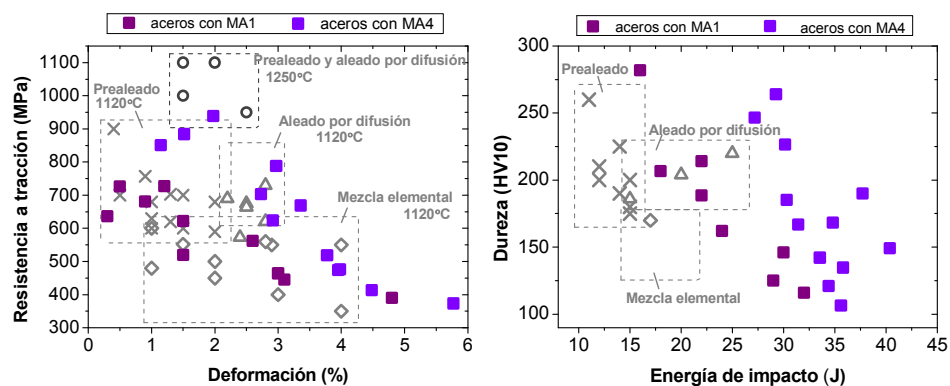 aceros con MA1
aceros con MA4
Resistencia a tracción (MPa)
1200
1100
1000
900
800
700
600
500
400
300
Prealeado y aleado por difusión
1250ºC
Prealeado
1120ºC
Aleado por difusión
1120ºC
Mezcla elemental
1120ºC
0
1
2
3
4
5
6
Deformación (%)
aceros con MA1
aceros con MA4
Dureza (HV10)
300
250
200
150
100
Prealeado
Aleado por difusión
Mezcla elemental
10
15
20
25
30
35
40
45
Energía de impacto (J)